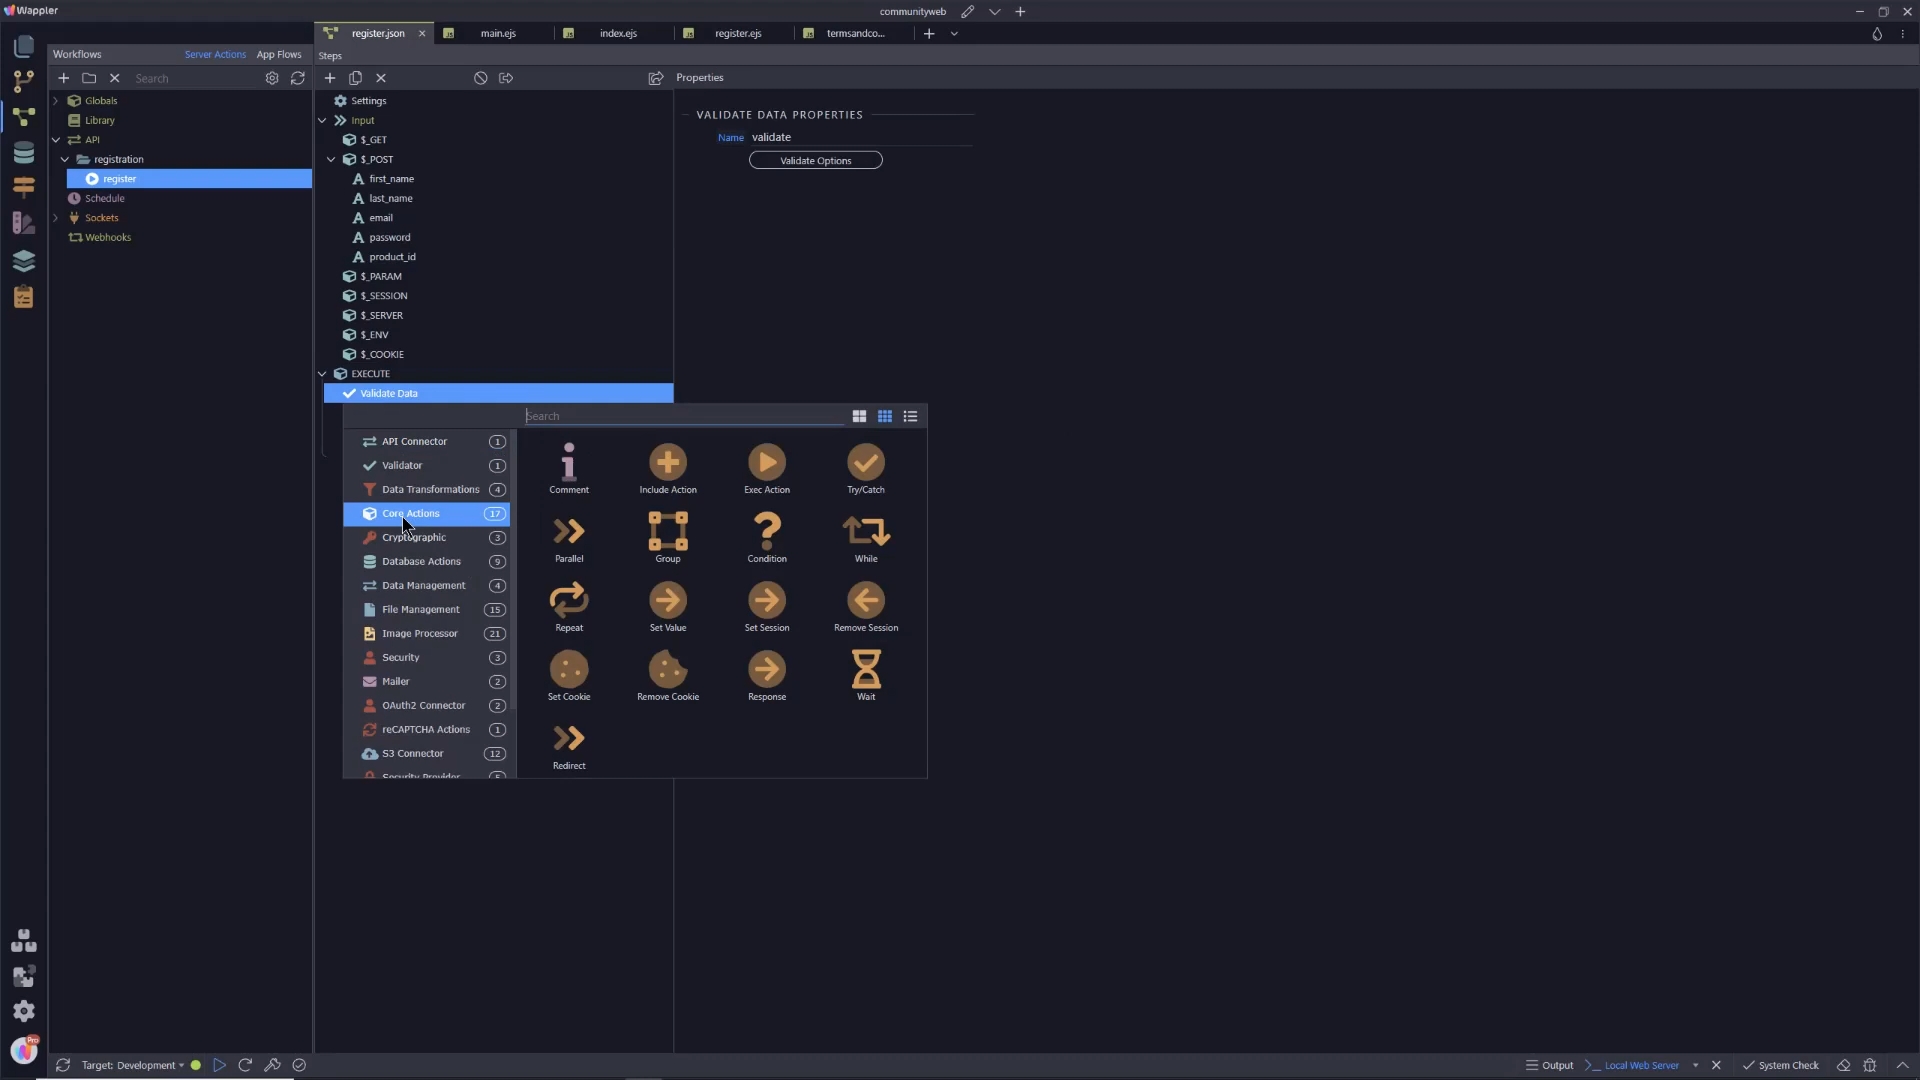 Wappler
communityweb
register.json
main.ejs
index.ejs
register.ejs
termsandco...
Workflows
Server Actions
App Flows
Steps
Search
Properties
Globals
Library
API
registration
register
Schedule
Sockets
Webhooks
Settings
Input
$_GET
$_POST
first_name
last_name
email
password
product_id
$_PARAM
$_SESSION
$_SERVER
$_ENV
$_COOKIE
EXECUTE
Validate Data
VALIDATE DATA PROPERTIES
Name validate
Validate Options
Search
API Connector 1
Validator 1
Data Transformations 4
Core Actions 17
Cryptographic 3
Database Actions 9
Data Management 4
File Management 15
Image Processor 21
Security 3
Mailer 2
OAuth2 Connector 2
reCAPTCHA Actions 1
S3 Connector 12
Security Provider 5
Comment
Include Action
Exec Action
Try/Catch
Parallel
Group
Condition
While
Repeat
Set Value
Set Session
Remove Session
Set Cookie
Remove Cookie
Response
Wait
Redirect
Pro
Target: Development
Output
Local Web Server
System Check